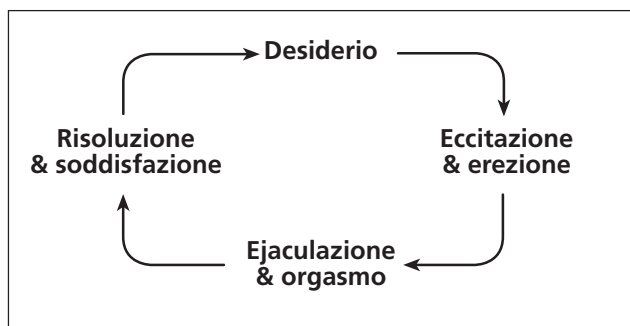 Desiderio
Eccitazione
& erezione
Ejaculazione
& orgasmo
Risoluzione
& soddisfazione